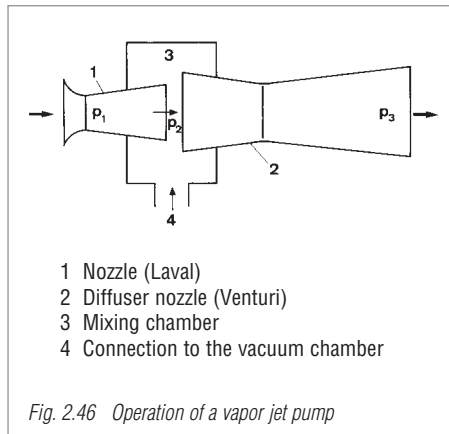 3
1
p1
p2
p3
2
4
1 Nozzle (Laval)
2 Diffuser nozzle (Venturi)
3 Mixing chamber
4 Connection to the vacuum chamber
Fig. 2.46 Operation of a vapor jet pump